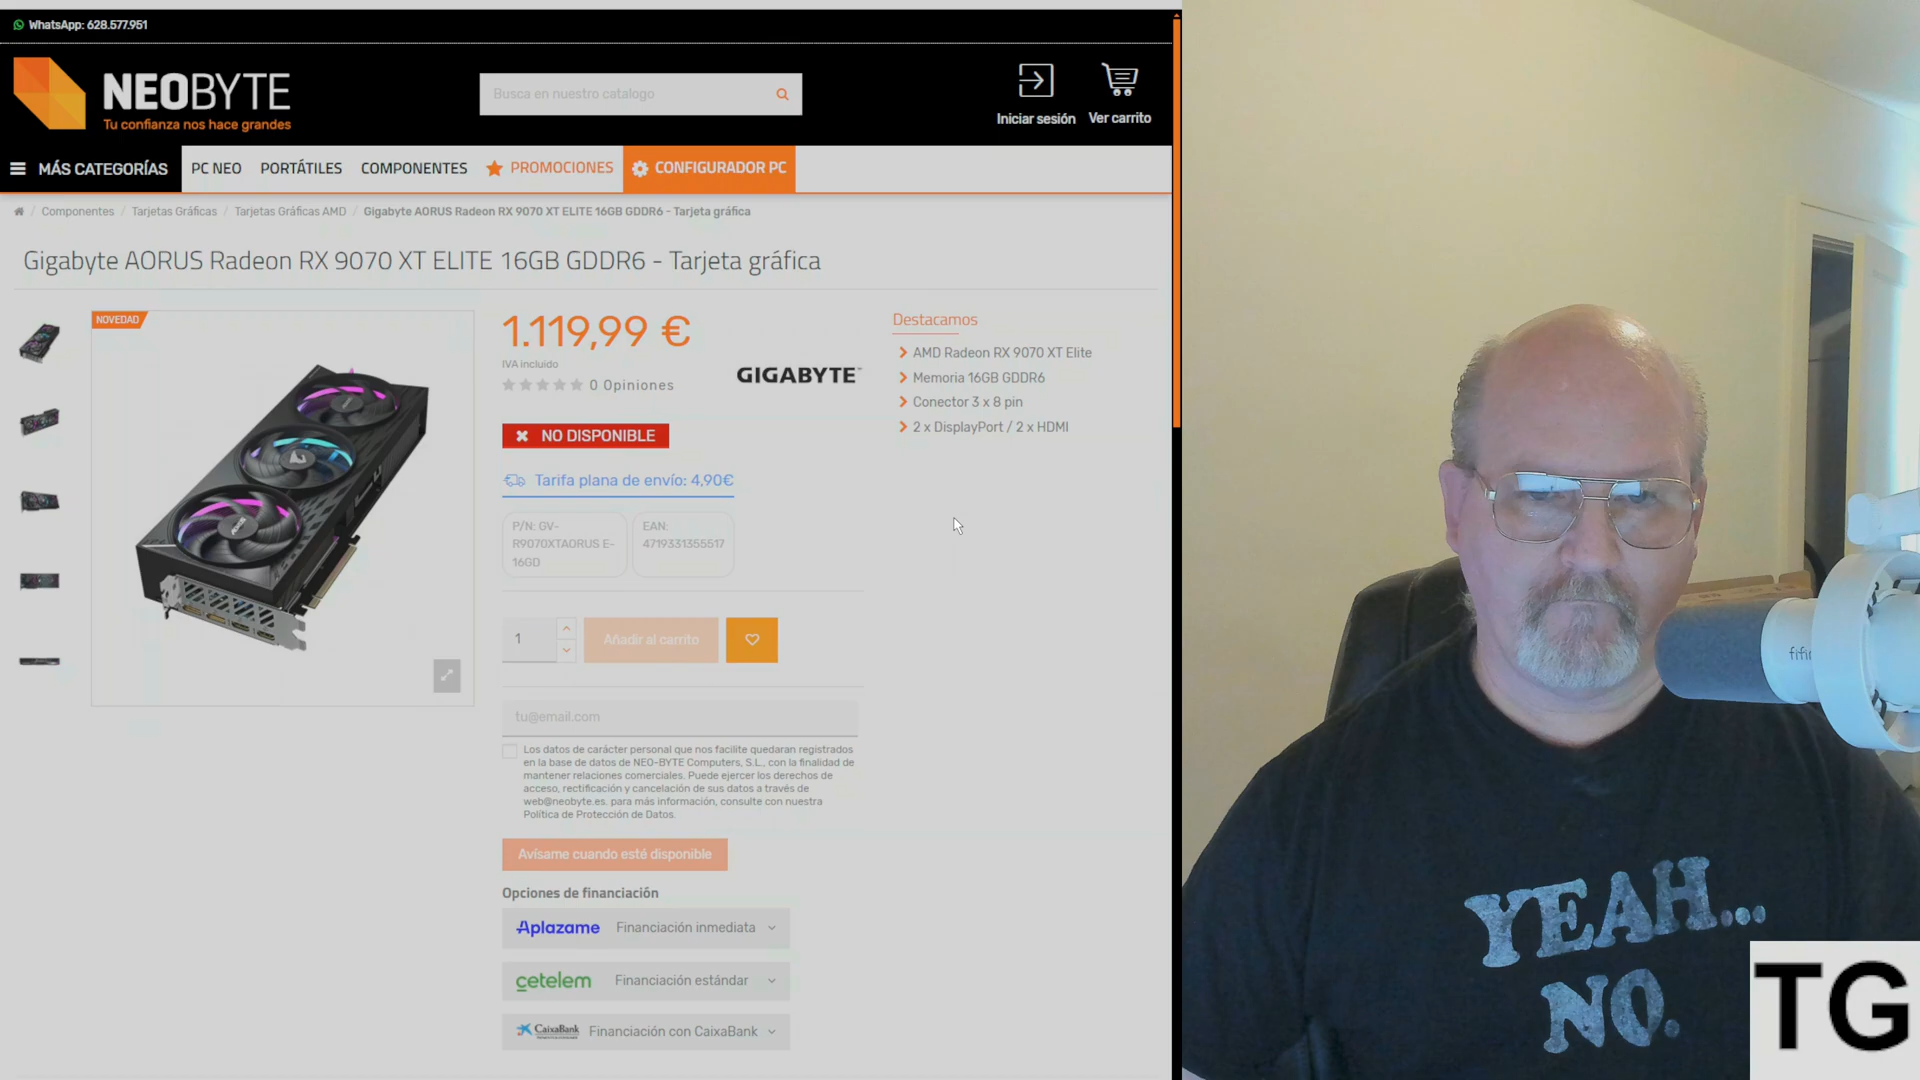 WhatsApp: 628.577.951
NEOBYTE
Tu confianza nos hace grandes
Busca en nuestro catalogo
Iniciar sesión
Ver carrito
MÁS CATEGORÍAS
PC NEO
PORTÁTILES
COMPONENTES
PROMOCIONES
CONFIGURADOR PC
/ Componentes / Tarjetas Gráficas / Tarjetas Gráficas AMD / Gigabyte AORUS Radeon RX 9070 XT ELITE 16GB GDDR6 - Tarjeta gráfica
Gigabyte AORUS Radeon RX 9070 XT ELITE 16GB GDDR6 - Tarjeta gráfica
NOVEDAD
1.119,99 €
IVA incluido
0 Opiniones
GIGABYTE
NO DISPONIBLE
Tarifa plana de envío: 4,90€
P/N: GV-
R9070XTAORUS E-
16GD
EAN:
4719331355517
1
Añadir al carrito
tu@email.com
Los datos de carácter personal que nos facilite quedaran registrados
en la base de datos de NEO-BYTE Computers, S.L., con la finalidad de
mantener relaciones comerciales. Puede ejercer los derechos de
acceso, rectificación y cancelación de sus datos a través de
web@neobyte.es. para más información, consulte con nuestra
Política de Protección de Datos.
Avísame cuando esté disponible
Opciones de financiación
Aplazame Financiación inmediata
cetelem Financiación estándar
CaixaBank Financiación con CaixaBank
Destacamos
AMD Radeon RX 9070 XT Elite
Memoria 16GB GDDR6
Conector 3 x 8 pin
2 x DisplayPort / 2 x HDMI
YEAH...
NO.
TG